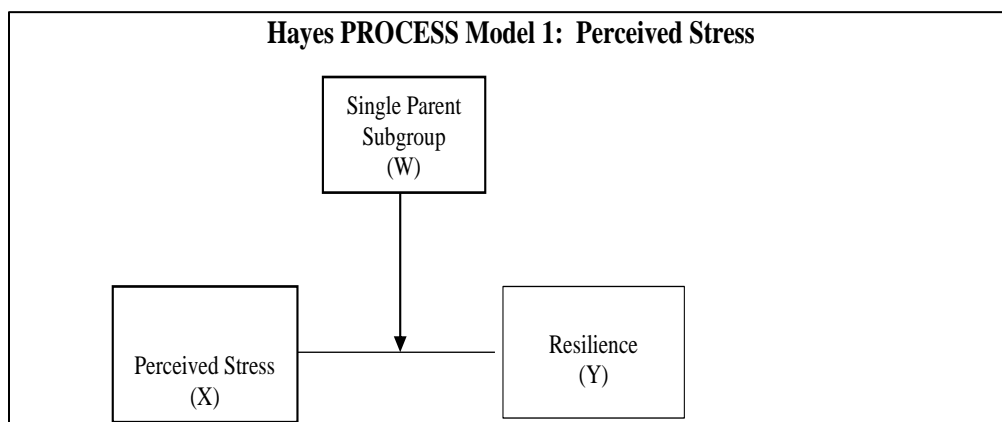 Hayes PROCESS Model 1: Perceived Stress
Single Parent
Subgroup
(W)
Perceived Stress
(X)
Resilience
(Y)